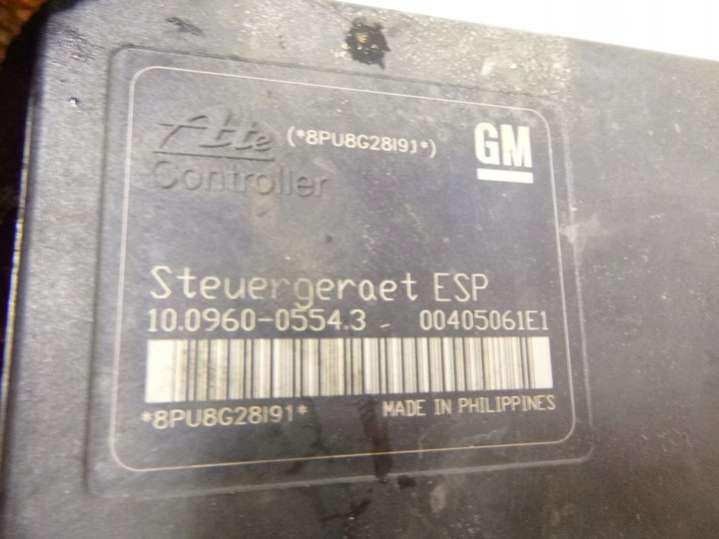 Ate (*8PU8G28I91*) GM
Controller
Steuergeraet ESP
10.0960-0554.3 00405061E1
*8PU8G28I91* MADE IN PHILIPPINES